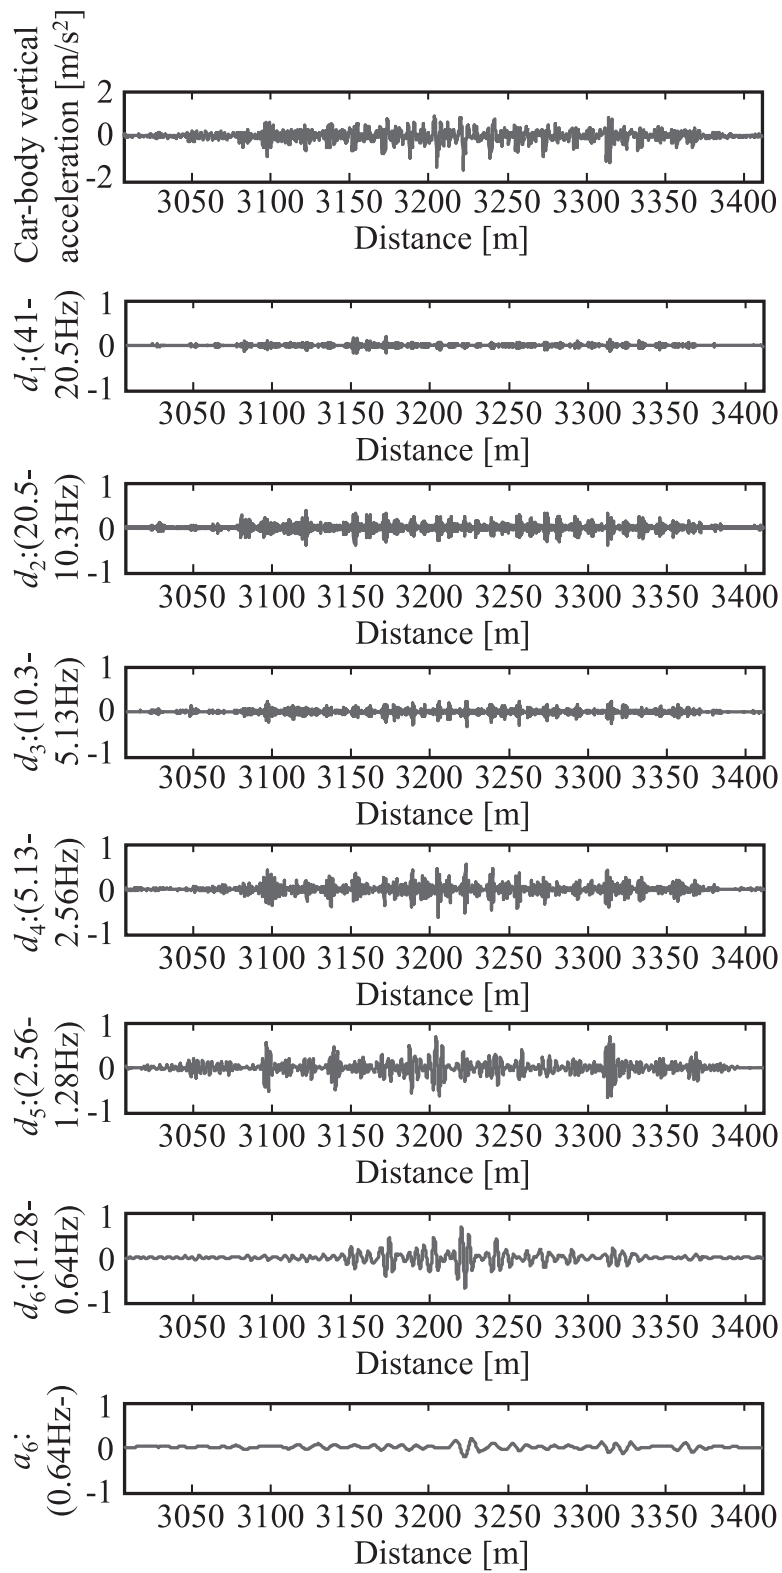 Car-body vertical
acceleration [m/s²]
2
0
-2
3050 3100 3150 3200 3250 3300 3350 3400
Distance [m]
d₁:(41-
20.5Hz)
1
0
-1
3050 3100 3150 3200 3250 3300 3350 3400
Distance [m]
d₂:(20.5-
10.3Hz)
1
0
-1
3050 3100 3150 3200 3250 3300 3350 3400
Distance [m]
d₃:(10.3-
5.13Hz)
1
0
-1
3050 3100 3150 3200 3250 3300 3350 3400
Distance [m]
d₄:(5.13-
2.56Hz)
1
0
-1
3050 3100 3150 3200 3250 3300 3350 3400
Distance [m]
d₅:(2.56-
1.28Hz)
1
0
-1
3050 3100 3150 3200 3250 3300 3350 3400
Distance [m]
d₆:(1.28-
0.64Hz)
1
0
-1
3050 3100 3150 3200 3250 3300 3350 3400
Distance [m]
a₆:
(0.64Hz-)
1
0
-1
3050 3100 3150 3200 3250 3300 3350 3400
Distance [m]